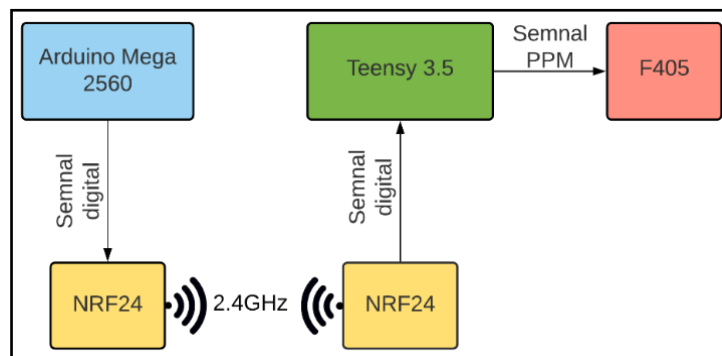 Arduino Mega
2560
Teensy 3.5
Semnal
PPM
F405
Semnal
digital
Semnal
digital
NRF24
2.4GHz
NRF24